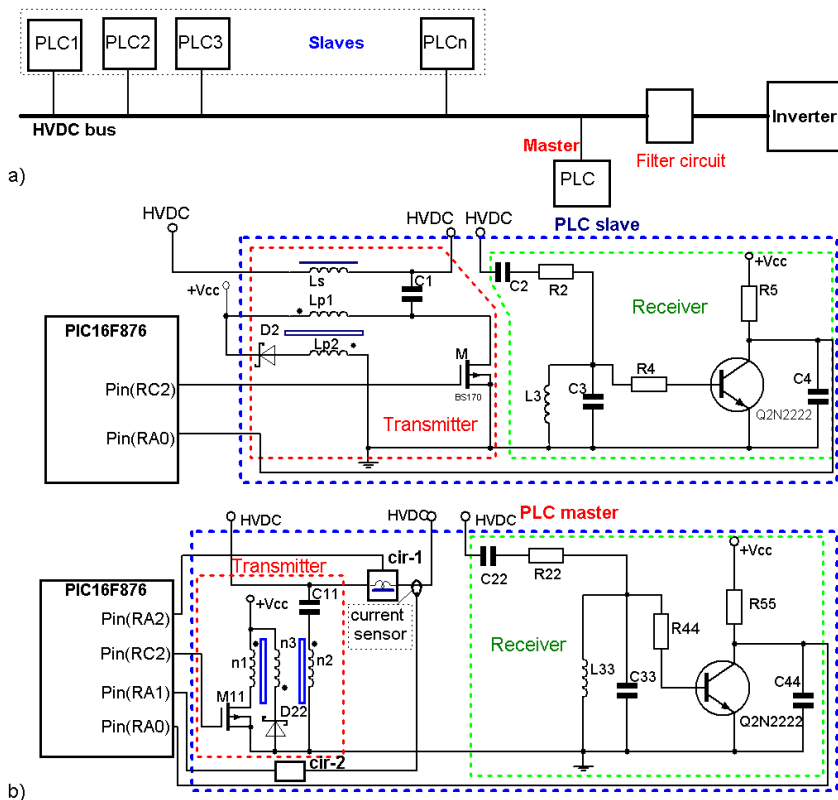 PLC1
PLC2
PLC3
Slaves
PLCn
HVDC bus
Master
PLC
Filter circuit
Inverter
a)
HVDC
HVDC
HVDC
PLC slave
+Vcc
Ls
C1
Lp1
D2
Lp2
M
BS170
Transmitter
PIC16F876
Pin(RC2)
Pin(RA0)
C2
R2
Receiver
+Vcc
R5
L3
C3
R4
C4
Q2N2222
HVDC
HVDC
HVDC
PLC master
PIC16F876
Pin(RA2)
Pin(RC2)
Pin(RA1)
Pin(RA0)
Transmitter
cir-1
C11
+Vcc
current
sensor
n1
n3
n2
M11
D22
cir-2
C22
R22
Receiver
+Vcc
R55
R44
L33
C33
C44
Q2N2222
b)